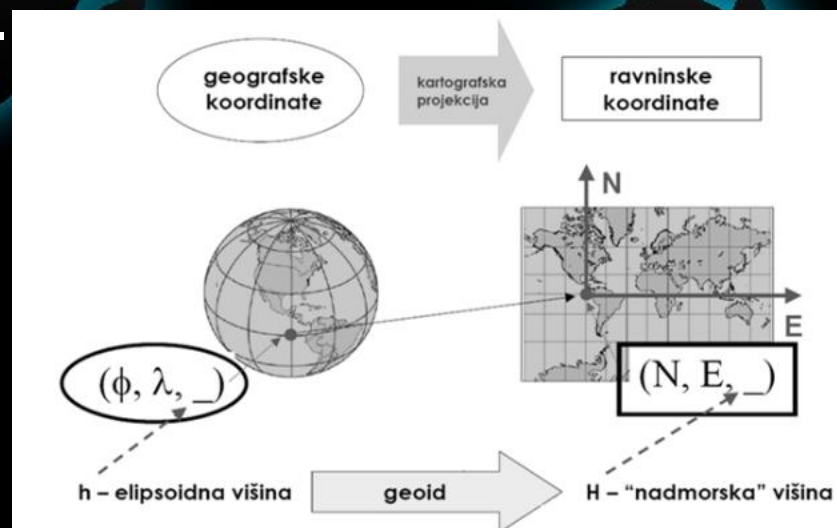 geografske
koordinate
kartografska
projekcija
ravninske
koordinate
N
E
(ϕ, λ, _)
(N, E, _)
h – elipsoidna višina
geoid
H – "nadmorska" višina